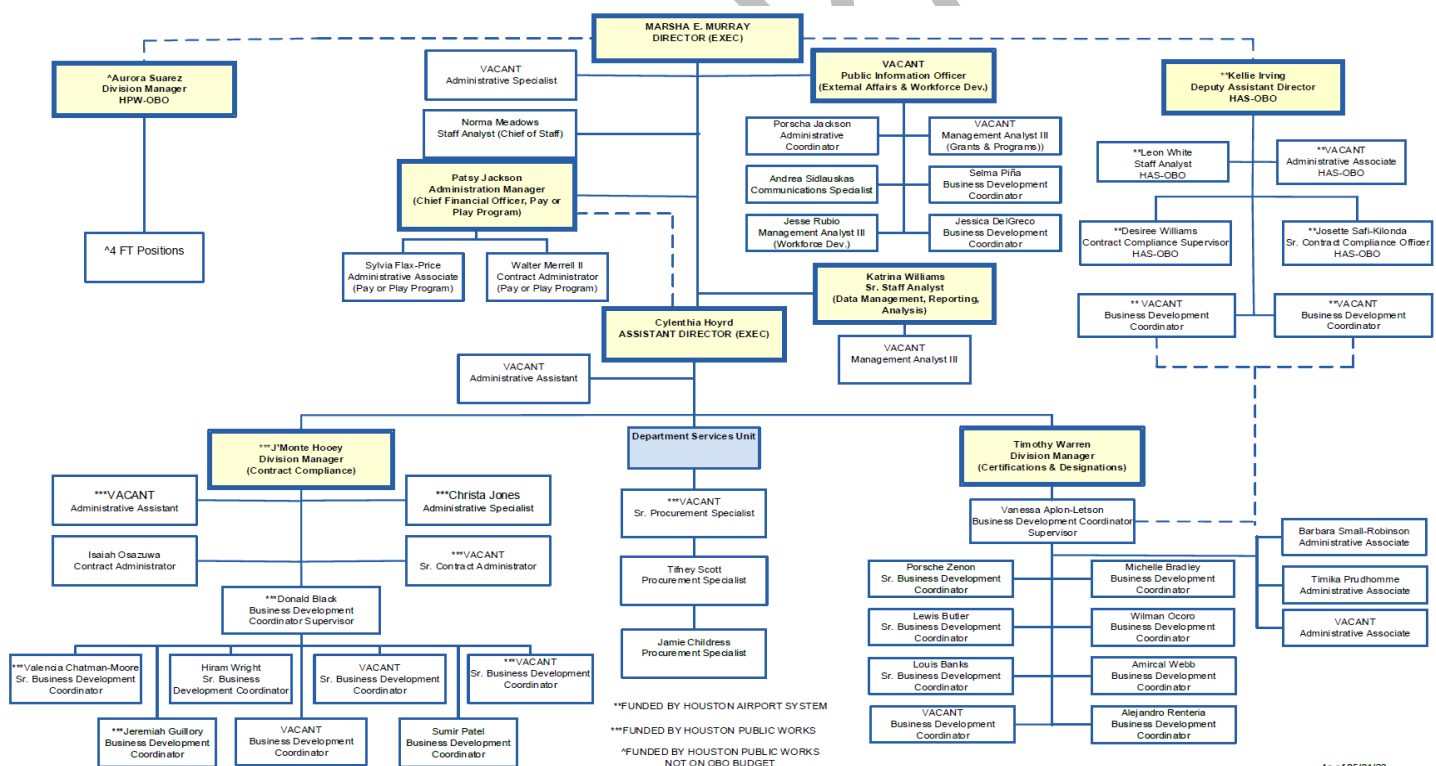 MARSHA E. MURRAY
DIRECTOR (EXEC)
^Aurora Suarez
Division Manager
HPW-OBO
^4 FT Positions
VACANT
Administrative Specialist
Norma Meadows
Staff Analyst (Chief of Staff)
Patsy Jackson
Administration Manager
(Chief Financial Officer, Pay or
Play Program)
Sylvia Flax-Price
Administrative Associate
(Pay or Play Program)
Walter Merrell II
Contract Administrator
(Pay or Play Program)
VACANT
Public Information Officer
(External Affairs & Workforce Dev.)
Porscha Jackson
Administrative
Coordinator
VACANT
Management Analyst III
(Grants & Programs))
Andrea Sidlauskas
Communications Specialist
Selma Piña
Business Development
Coordinator
Jesse Rubio
Management Analyst III
(Workforce Dev.)
Jessica DelGreco
Business Development
Coordinator
Katrina Williams
Sr. Staff Analyst
(Data Management, Reporting,
Analysis)
VACANT
Management Analyst III
**Kellie Irving
Deputy Assistant Director
HAS-OBO
**Leon White
Staff Analyst
HAS-OBO
**VACANT
Administrative Associate
HAS-OBO
**Desiree Williams
Contract Compliance Supervisor
HAS-OBO
**Josette Safi-Kilonda
Sr. Contract Compliance Officer
HAS-OBO
** VACANT
Business Development
Coordinator
**VACANT
Business Development
Coordinator
Cylenthia Hoyrd
ASSISTANT DIRECTOR (EXEC)
VACANT
Administrative Assistant
***J'Monte Hooey
Division Manager
(Contract Compliance)
***VACANT
Administrative Assistant
***Christa Jones
Administrative Specialist
Isaiah Osazuwa
Contract Administrator
***VACANT
Sr. Contract Administrator
***Donald Black
Business Development
Coordinator Supervisor
***Valencia Chatman-Moore
Sr. Business Development
Coordinator
Hiram Wright
Sr. Business
Development Coordinator
VACANT
Sr. Business Development
Coordinator
***VACANT
Sr. Business Development
Coordinator
***Jeremiah Guillory
Business Development
Coordinator
VACANT
Business Development
Coordinator
Sumir Patel
Business Development
Coordinator
Department Services Unit
***VACANT
Sr. Procurement Specialist
Tifney Scott
Procurement Specialist
Jamie Childress
Procurement Specialist
Timothy Warren
Division Manager
(Certifications & Designations)
Vanessa Aplon-Letson
Business Development Coordinator
Supervisor
Porsche Zenon
Sr. Business Development
Coordinator
Michelle Bradley
Business Development
Coordinator
Lewis Butler
Sr. Business Development
Coordinator
Wilman Ocoro
Business Development
Coordinator
Louis Banks
Sr. Business Development
Coordinator
Amircal Webb
Business Development
Coordinator
VACANT
Business Development
Coordinator
Alejandro Renteria
Business Development
Coordinator
Barbara Small-Robinson
Administrative Associate
Timika Prudhomme
Administrative Associate
VACANT
Administrative Associate
**FUNDED BY HOUSTON AIRPORT SYSTEM
***FUNDED BY HOUSTON PUBLIC WORKS
^FUNDED BY HOUSTON PUBLIC WORKS
NOT ON OBO BUDGET